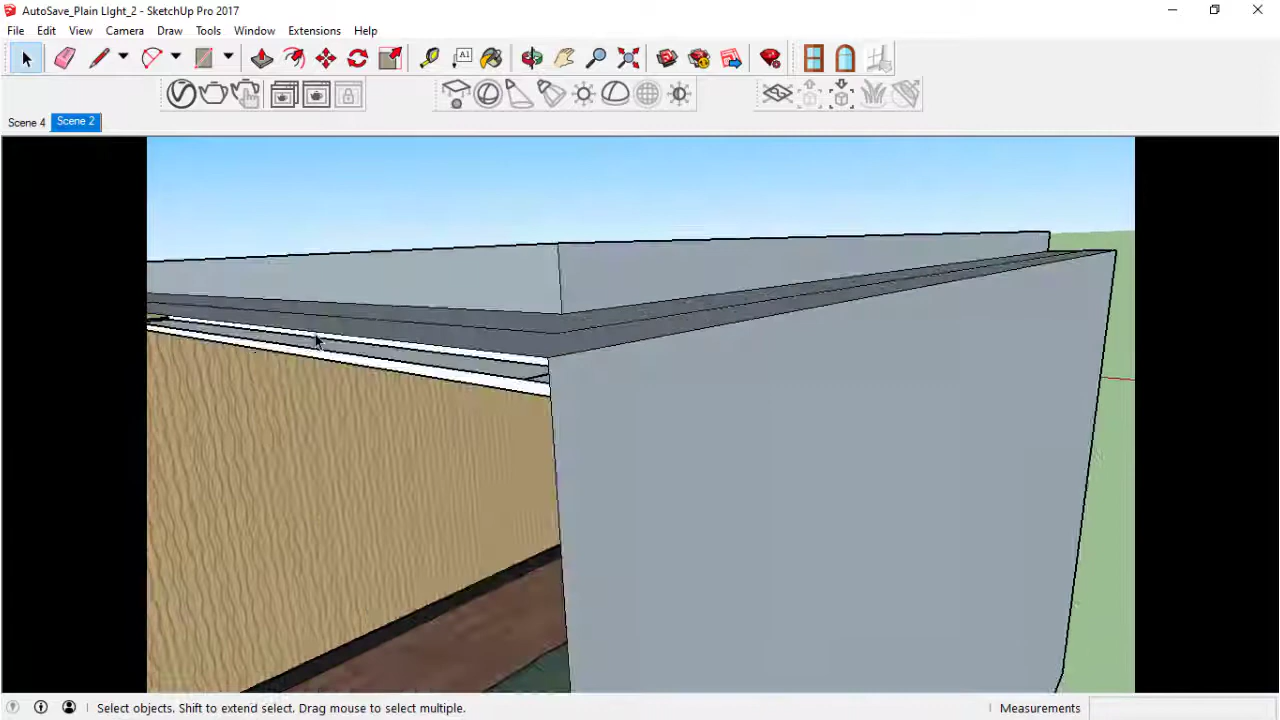 AutoSave_Plain LIght_2 - SketchUp Pro 2017
File Edit View Camera Draw Tools Window Extensions Help
A1
Scene 4 Scene 2
Select objects. Shift to extend select. Drag mouse to select multiple. Measurements